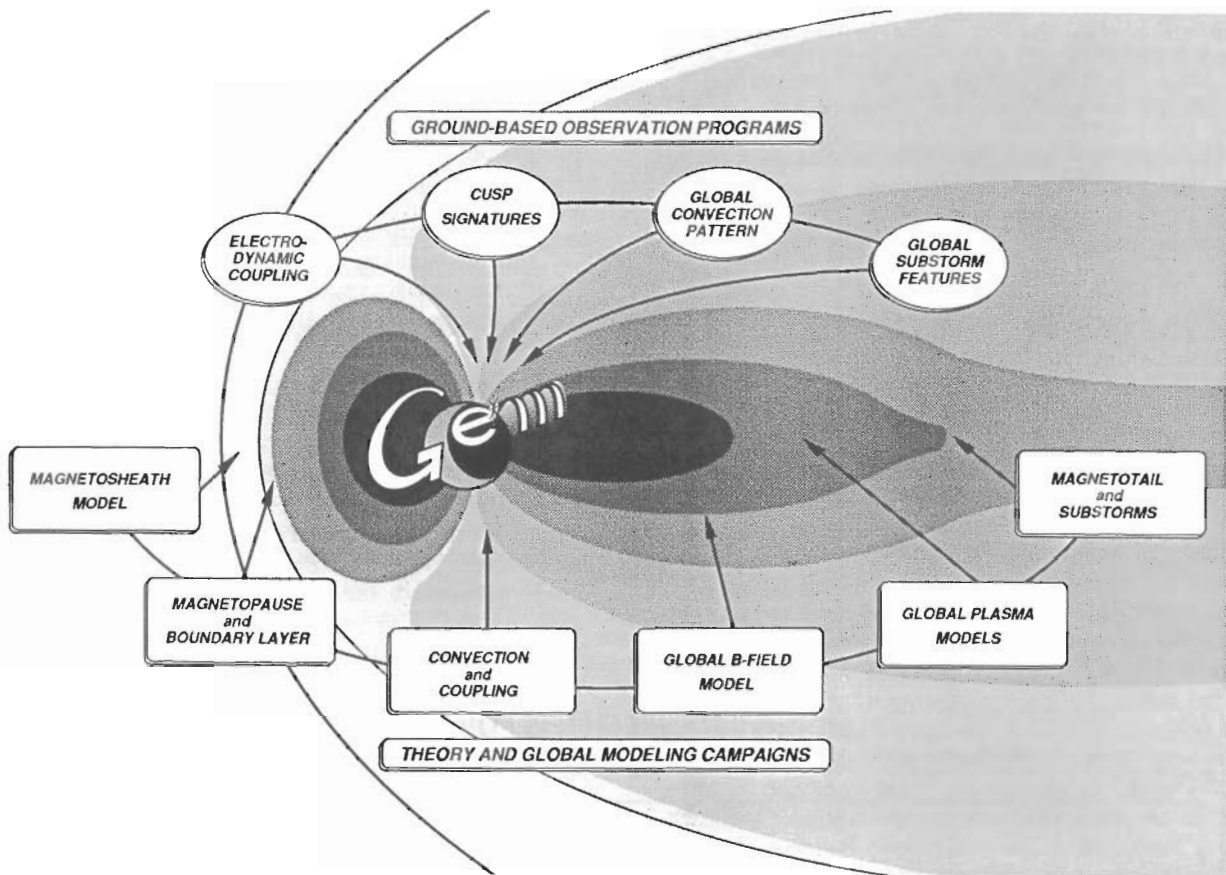 GROUND-BASED OBSERVATION PROGRAMS
CUSP
SIGNATURES
GLOBAL
CONVECTION
PATTERN
ELECTRO-
DYNAMIC
COUPLING
GLOBAL
SUBSTORM
FEATURES
Gem
MAGNETOSHEATH
MODEL
MAGNETOTAIL
and
SUBSTORMS
MAGNETOPAUSE
and
BOUNDARY LAYER
GLOBAL PLASMA
MODELS
CONVECTION
and
COUPLING
GLOBAL B-FIELD
MODEL
THEORY AND GLOBAL MODELING CAMPAIGNS